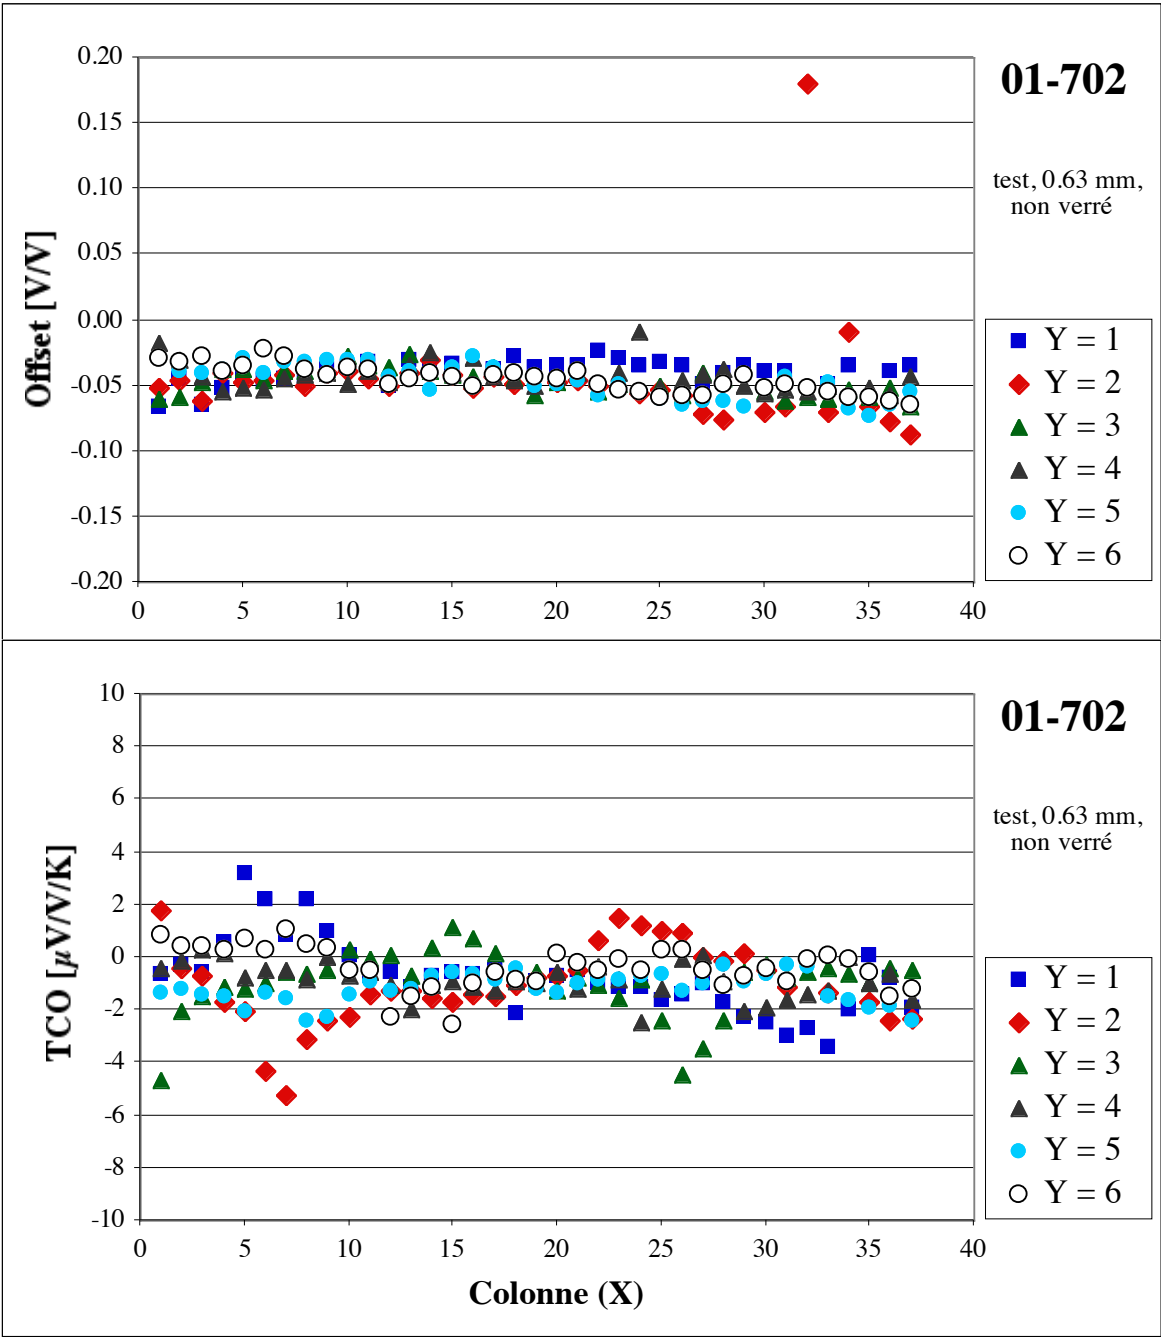 0.20
0.15
0.10
0.05
0.00
-0.05
-0.10
-0.15
-0.20
Offset [V/V]
0 5 10 15 20 25 30 35 40
01-702
test, 0.63 mm,
non verré
Y = 1
Y = 2
Y = 3
Y = 4
Y = 5
Y = 6
10
8
6
4
2
0
-2
-4
-6
-8
-10
TCO [µV/V/K]
0 5 10 15 20 25 30 35 40
Colonne (X)
01-702
test, 0.63 mm,
non verré
Y = 1
Y = 2
Y = 3
Y = 4
Y = 5
Y = 6